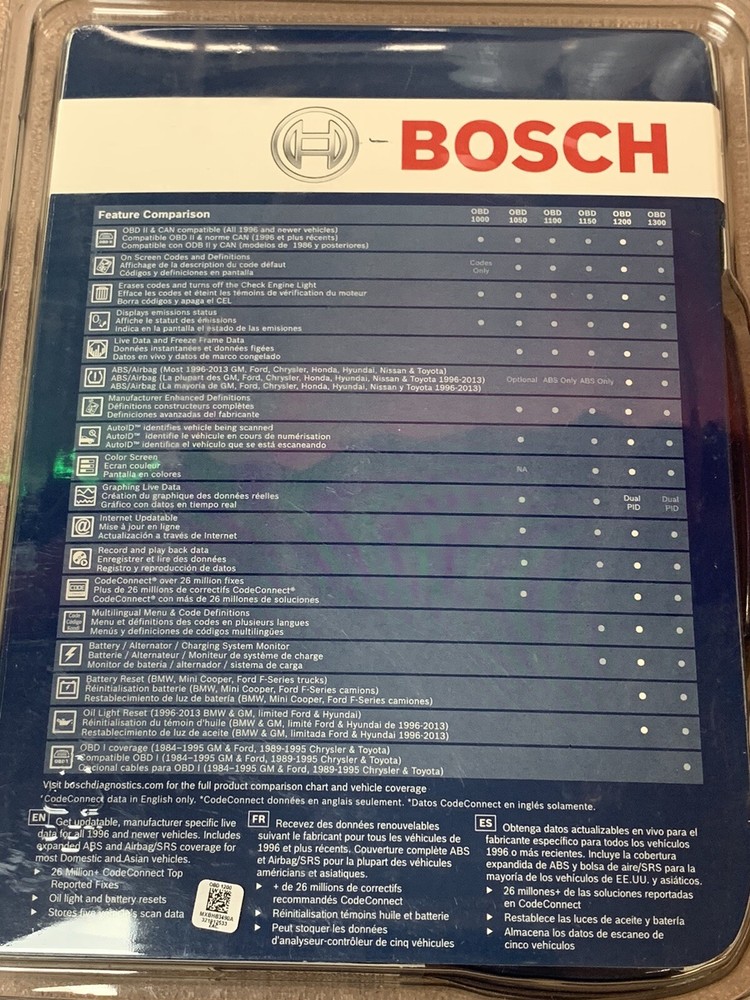 BOSCH
Feature Comparison OBD 1000 OBD 1050 OBD 1100 OBD 1150 OBD 1200 OBD 1300
OBD II & CAN compatible (All 1996 and newer vehicles)
Compatible OBD II & norme CAN (1996 et plus récents)
Compatible con ODB II y CAN (modelos de 1986 y posteriores)
On Screen Codes and Definitions
Affichage de la description du code défaut
Códigos y definiciones en pantalla
Codes Only
Erases codes and turns off the Check Engine Light
Efface les codes et éteint les témoins de vérification du moteur
Borra códigos y apaga el CEL
Displays emissions status
Affiche le statut des émissions
Indica en la pantalla el estado de las emisiones
Live Data and Freeze Frame Data
Données instantanées et données figées
Datos en vivo y datos de marco congelado
ABS/Airbag (Most 1996-2013 GM, Ford, Chrysler, Honda, Hyundai, Nissan & Toyota)
ABS/Airbag (La plupart des GM, Ford, Chrysler, Honda, Hyundai, Nissan & Toyota 1996-2013)
ABS/Airbag (La mayoría de GM, Ford, Chrysler, Honda, Hyundai, Nissan y Toyota 1996-2013)
Optional ABS Only ABS Only
Manufacturer Enhanced Definitions
Définitions constructeurs complètes
Definiciones avanzadas del fabricante
AutoID™ identifies vehicle being scanned
AutoID™ identifie le véhicule en cours de numérisation
AutoID™ identifica el vehículo que se está escaneando
Color Screen
Ecran couleur
Pantalla en colores
NA
Graphing Live Data
Création du graphique des données réelles
Gráfico con datos en tiempo real
Dual PID Dual PID
Internet Updatable
Mise à jour en ligne
Actualización a través de Internet
Record and play back data
Enregistrer et lire des données
Registro y reproducción de datos
CodeConnect® over 26 million fixes
Plus de 26 millions de correctifs CodeConnect®
CodeConnect® con más de 26 millones de soluciones
Multilingual Menu & Code Definitions
Menu et définitions des codes en plusieurs langues
Menús y definiciones de códigos multilingües
Battery / Alternator / Charging System Monitor
Batterie / Alternateur / Moniteur de système de charge
Monitor de batería / alternador / sistema de carga
Battery Reset (BMW, Mini Cooper, Ford F-Series trucks)
Réinitialisation batterie (BMW, Mini Cooper, Ford F-Series camions)
Restablecimiento de luz de batería (BMW, Mini Cooper, Ford F-Series camiones)
Oil Light Reset (1996-2013 BMW & GM, limited Ford & Hyundai)
Réinitialisation du témoin d'huile (BMW & GM, limité Ford & Hyundai de 1996-2013)
Restablecimiento de luz de aceite (BMW & GM, limitada Ford & Hyundai de 1996-2013)
OBD I coverage (1984–1995 GM & Ford, 1989-1995 Chrysler & Toyota)
Compatible OBD I (1984–1995 GM & Ford, 1989-1995 Chrysler & Toyota)
Opcional cables para OBD I (1984–1995 GM & Ford, 1989-1995 Chrysler & Toyota)
Visit boschdiagnostics.com for the full product comparison chart and vehicle coverage
*CodeConnect data in English only. *CodeConnect données en anglais seulement. *Datos CodeConnect en inglés solamente.
EN Get updatable, manufacturer specific live
data for all 1996 and newer vehicles. Includes
expanded ABS and Airbag/SRS coverage for
most Domestic and Asian vehicles.
26 Million+ CodeConnect Top
Reported Fixes
Oil light and battery resets
Stores five scan data
OBD 1200
FR Recevez des données renouvelables
suivant le fabricant pour tous les véhicules de
1996 et plus récents. Couverture complète ABS
et Airbag/SRS pour la plupart des véhicules
américains et asiatiques.
+ de 26 millions de correctifs
recommandés CodeConnect
Réinitialisation témoins huile et batterie
Peut stocker les données
d'analyseur-contrôleur de cinq véhicules
ES Obtenga datos actualizables en vivo para el
fabricante específico para todos los vehículos
1996 o más recientes. Incluye la cobertura
expandida de ABS y bolsa de aire/SRS para la
mayoría de los vehículos de EE.UU. y asiáticos.
26 millones+ de las soluciones reportadas
en CodeConnect
Restablece las luces de aceite y batería
Almacena los datos de escaneo de
cinco vehículos